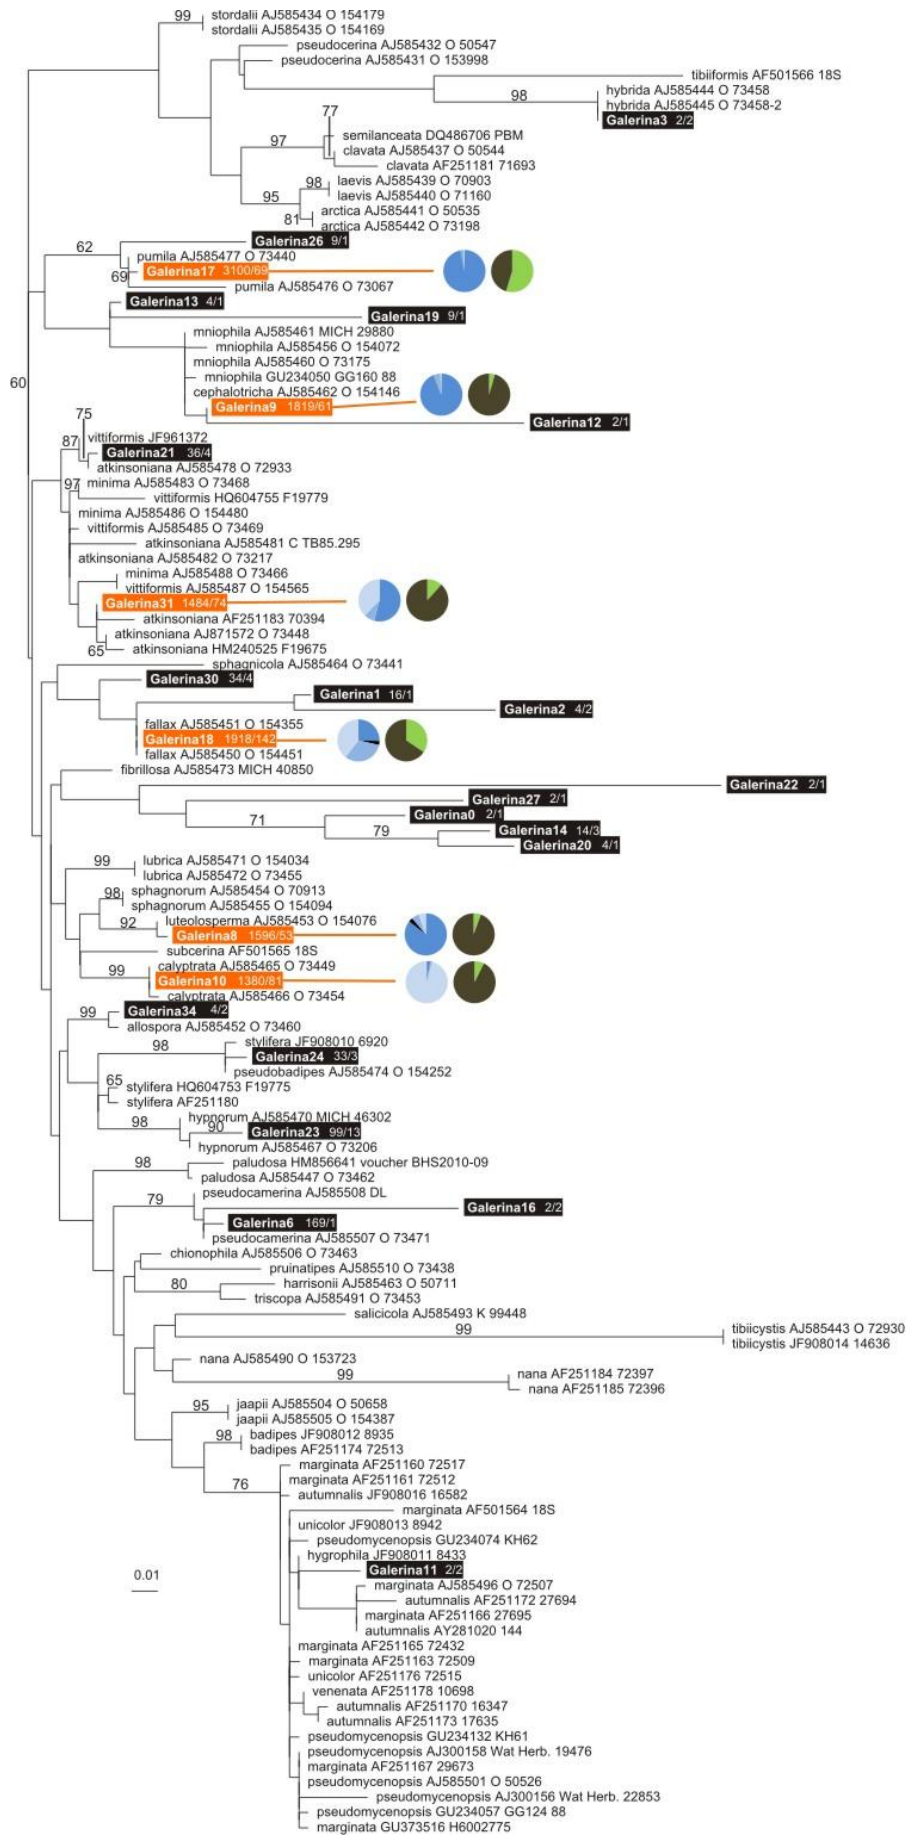 99
stordalii AJ585434 O 154179
stordalii AJ585435 O 154169
pseudocerina AJ585432 O 50547
pseudocerina AJ585431 O 153998
tibiiformis AF501566 18S
98
hybrida AJ585444 O 73458
hybrida AJ585445 O 73458-2
Galerina3 2/2
77
97
semilanceata DQ486706 PBM
clavata AJ585437 O 50544
clavata AF251181 71693
98
laevis AJ585439 O 70903
95
laevis AJ585440 O 71160
arctica AJ585441 O 50535
81
arctica AJ585442 O 73198
62
Galerina26 9/1
pumila AJ585477 O 73440
69
Galerina17 3100/69
pumila AJ585476 O 73067
Galerina13 4/1
Galerina19 9/1
mniophila AJ585461 MICH 29880
mniophila AJ585456 O 154072
mniophila AJ585460 O 73175
mniophila GU234050 GG160 88
60
cephalotricha AJ585462 O 154146
Galerina9 1819/61
Galerina12 2/1
75
87
vittiformis JF961372
Galerina21 36/4
atkinsoniana AJ585478 O 72933
97
minima AJ585483 O 73468
vittiformis HQ604755 F19779
minima AJ585486 O 154480
vittiformis AJ585485 O 73469
atkinsoniana AJ585481 C TB85.295
atkinsoniana AJ585482 O 73217
minima AJ585488 O 73466
vittiformis AJ585487 O 154565
Galerina31 1484/74
atkinsoniana AF251183 70394
atkinsoniana AJ871572 O 73448
65
atkinsoniana HM240525 F19675
sphagnicola AJ585464 O 73441
Galerina30 34/4
Galerina1 16/1
Galerina2 4/2
fallax AJ585451 O 154355
Galerina18 1918/142
fallax AJ585450 O 154451
fibrillosa AJ585473 MICH 40850
Galerina22 2/1
Galerina27 2/1
71
Galerina0 2/1
79
Galerina14 14/3
Galerina20 4/1
99
lubrica AJ585471 O 154034
lubrica AJ585472 O 73455
98
sphagnorum AJ585454 O 70913
sphagnorum AJ585455 O 154094
92
luteolosperma AJ585453 O 154076
Galerina8 1596/53
subcerina AF501565 18S
99
calyptrata AJ585465 O 73449
Galerina10 1380/81
calyptrata AJ585466 O 73454
99
Galerina34 4/2
allospora AJ585452 O 73460
98
stylifera JF908010 6920
Galerina24 33/3
pseudobadipes AJ585474 O 154252
65
stylifera HQ604753 F19775
stylifera AF251180
98
hypnorum AJ585470 MICH 46302
90
Galerina23 99/13
hypnorum AJ585467 O 73206
98
paludosa HM856641 voucher BHS2010-09
paludosa AJ585447 O 73462
79
pseudocamerina AJ585508 DL
Galerina16 2/2
Galerina6 169/1
pseudocamerina AJ585507 O 73471
chionophila AJ585506 O 73463
pruinatipes AJ585510 O 73438
80
harrisonii AJ585463 O 50711
triscopa AJ585491 O 73453
salicicola AJ585493 K 99448
99
tibiicystis AJ585443 O 72930
tibiicystis JF908014 14636
nana AJ585490 O 153723
99
nana AF251184 72397
nana AF251185 72396
95
jaapii AJ585504 O 50658
jaapii AJ585505 O 154387
98
badipes JF908012 8935
badipes AF251174 72513
76
marginata AF251160 72517
marginata AF251161 72512
autumnalis JF908016 16582
marginata AF501564 18S
unicolor JF908013 8942
pseudomycenopsis GU234074 KH62
hygrophila JF908011 8433
0.01
Galerina11 2/2
marginata AJ585496 O 72507
autumnalis AF251172 27694
marginata AF251166 27695
autumnalis AY281020 144
marginata AF251165 72432
marginata AF251163 72509
unicolor AF251176 72515
venenata AF251178 10698
autumnalis AF251170 16347
autumnalis AF251173 17635
pseudomycenopsis GU234132 KH61
pseudomycenopsis AJ300158 Wat Herb. 19476
marginata AF251167 29673
pseudomycenopsis AJ585501 O 50526
pseudomycenopsis AJ300156 Wat Herb. 22853
pseudomycenopsis GU234057 GG124 88
marginata GU373516 H6002775